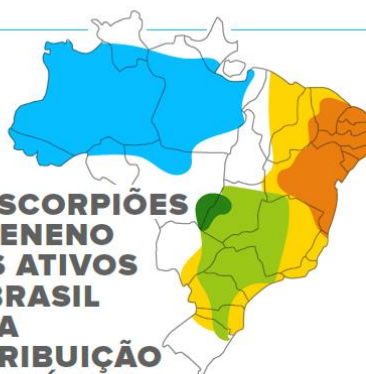 SCORPIÕES
ENENO
S ATIVOS
BRASIL
A
RIBUIÇÃO